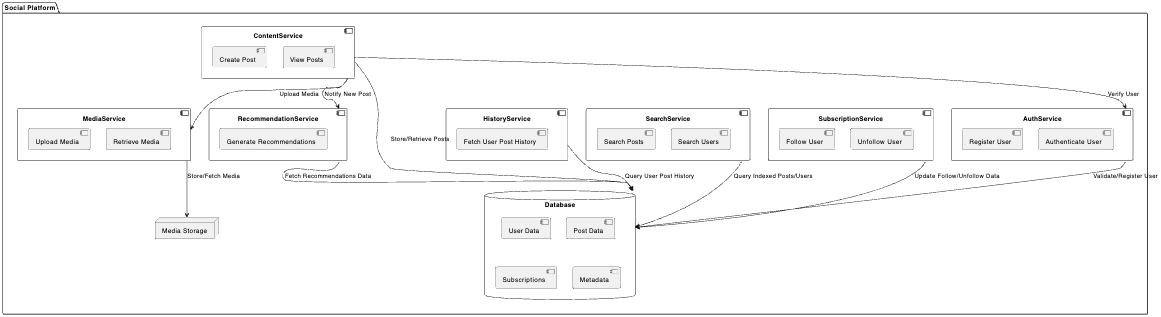 Social Platform
ContentService
Create Post
View Posts
Upload Media
Notify New Post
Verify User
MediaService
Upload Media
Retrieve Media
RecommendationService
Generate Recommendations
HistoryService
Fetch User Post History
SearchService
Search Posts
Search Users
SubscriptionService
Follow User
Unfollow User
AuthService
Register User
Authenticate User
Store/Retrieve Posts
Store/Fetch Media
Fetch Recommendations Data
Query User Post History
Query Indexed Posts/Users
Update Follow/Unfollow Data
Validate/Register User
Media Storage
Database
User Data
Post Data
Subscriptions
Metadata